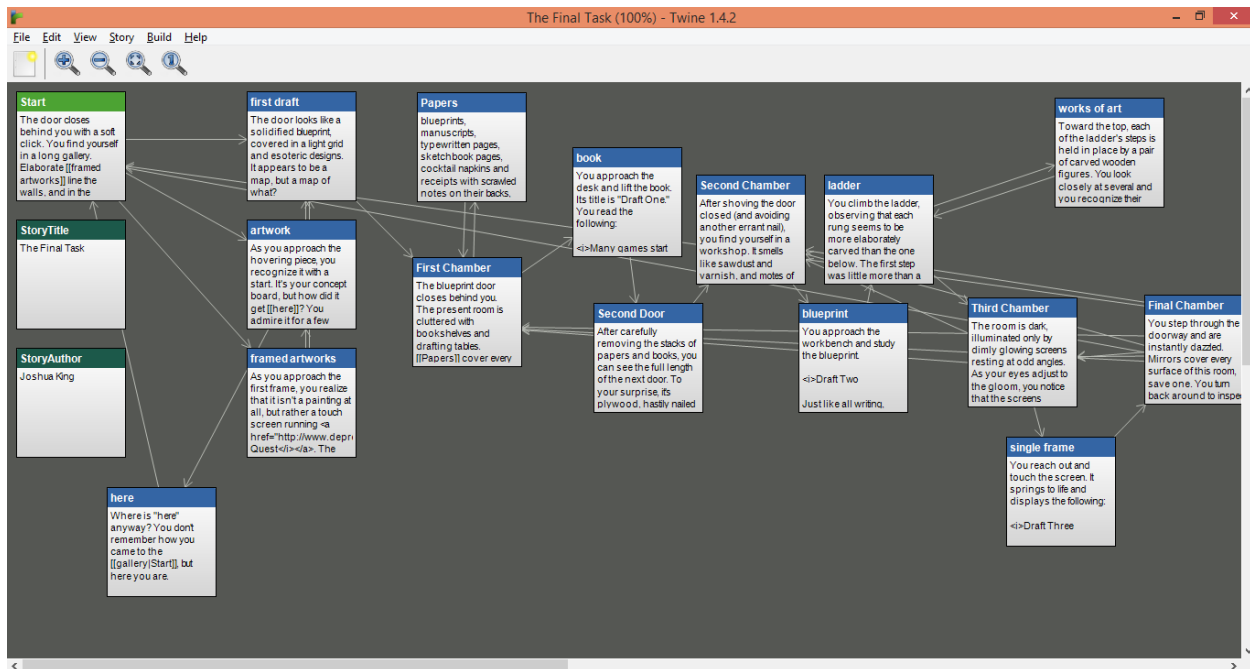 The Final Task (100%) - Twine 1.4.2
File Edit View Story Build Help
Start
The door closes
behind you with a soft
click. You find yourself
in a long gallery.
Elaborate [[framed
artworks]] line the
walls, and in the
StoryTitle
The Final Task
StoryAuthor
Joshua King
here
Where is "here"
anyway? You don't
remember how you
came to the
[[gallery|Start]], but
here you are.
first draft
The door looks like a
solidified blueprint,
covered in a light grid
and esoteric designs.
It appears to be a
map, but a map of
what?
artwork
As you approach the
hovering piece, you
recognize it with a
start. It's your concept
board, but how did it
get [[here]]? You
admire it for a few
framed artworks
As you approach the
first frame, you realize
that it isn't a painting at
all, but rather a touch
screen running <a
href="http://www.depr
Quest</i></a>. The
Papers
blueprints,
manuscripts,
typewritten pages,
sketchbook pages,
cocktail napkins and
receipts with scrawled
notes on their backs.
First Chamber
The blueprint door
closes behind you.
The present room is
cluttered with
bookshelves and
drafting tables.
[[Papers]] cover every
book
You approach the
desk and lift the book.
Its title is "Draft One."
You read the
following:
<i>Many games start
Second Door
After carefully
removing the stacks of
papers and books, you
can see the full length
of the next door. To
your surprise, it's
plywood, hastily nailed
Second Chamber
After shoving the door
closed (and avoiding
another errant nail),
you find yourself in a
workshop. It smells
like sawdust and
varnish, and motes of
ladder
You climb the ladder,
observing that each
rung seems to be
more elaborately
carved than the one
below. The first step
was little more than a
blueprint
You approach the
workbench and study
the blueprint.
<i>Draft Two
Just like all writing,
works of art
Toward the top, each
of the ladder's steps is
held in place by a pair
of carved wooden
figures. You look
closely at several and
you recognize their
Third Chamber
The room is dark,
illuminated only by
dimly glowing screens
resting at odd angles.
As your eyes adjust to
the gloom, you notice
that the screens
single frame
You reach out and
touch the screen. It
springs to life and
displays the following:
<i>Draft Three
Final Chamber
You step through the
doorway and are
instantly dazzled.
Mirrors cover every
surface of this room,
save one. You turn
back around to inspe